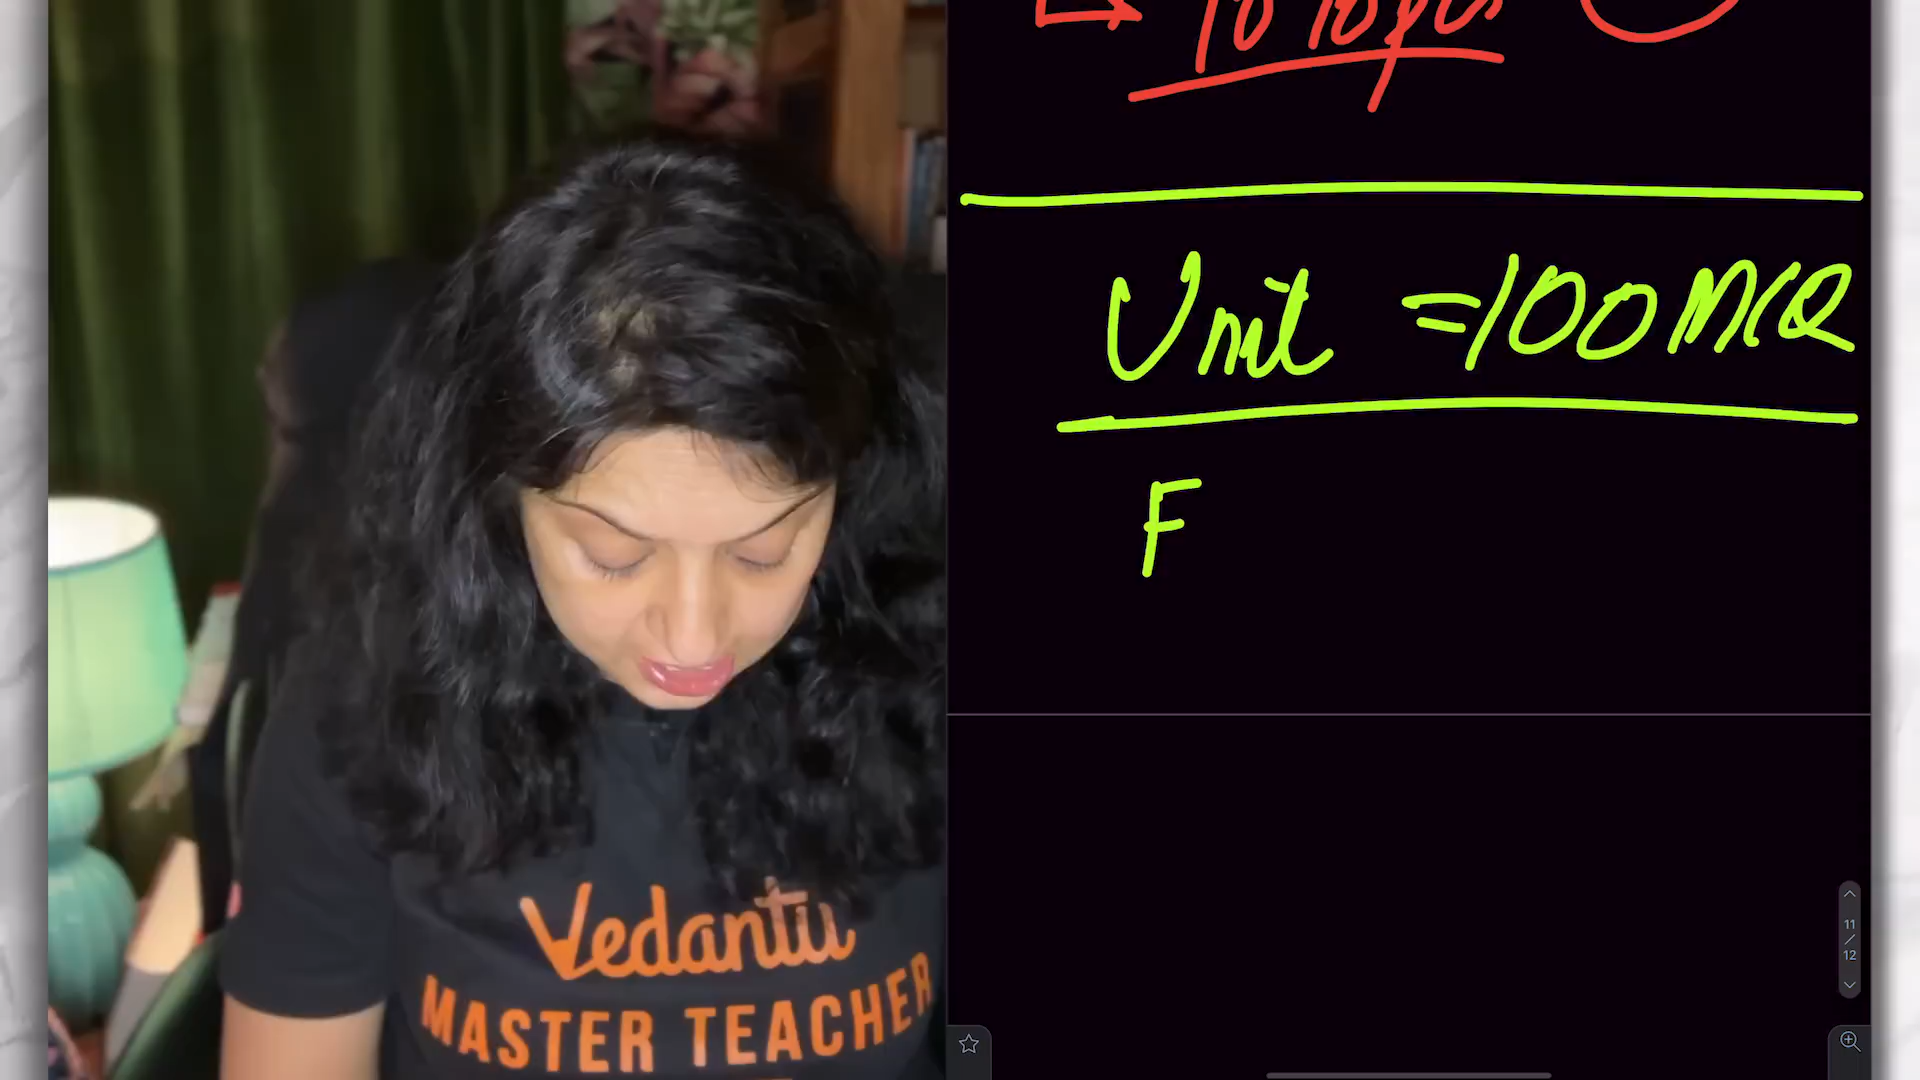 Unit = 100 MCQ
F
Vedantu
MASTER TEACHER
11
/
12